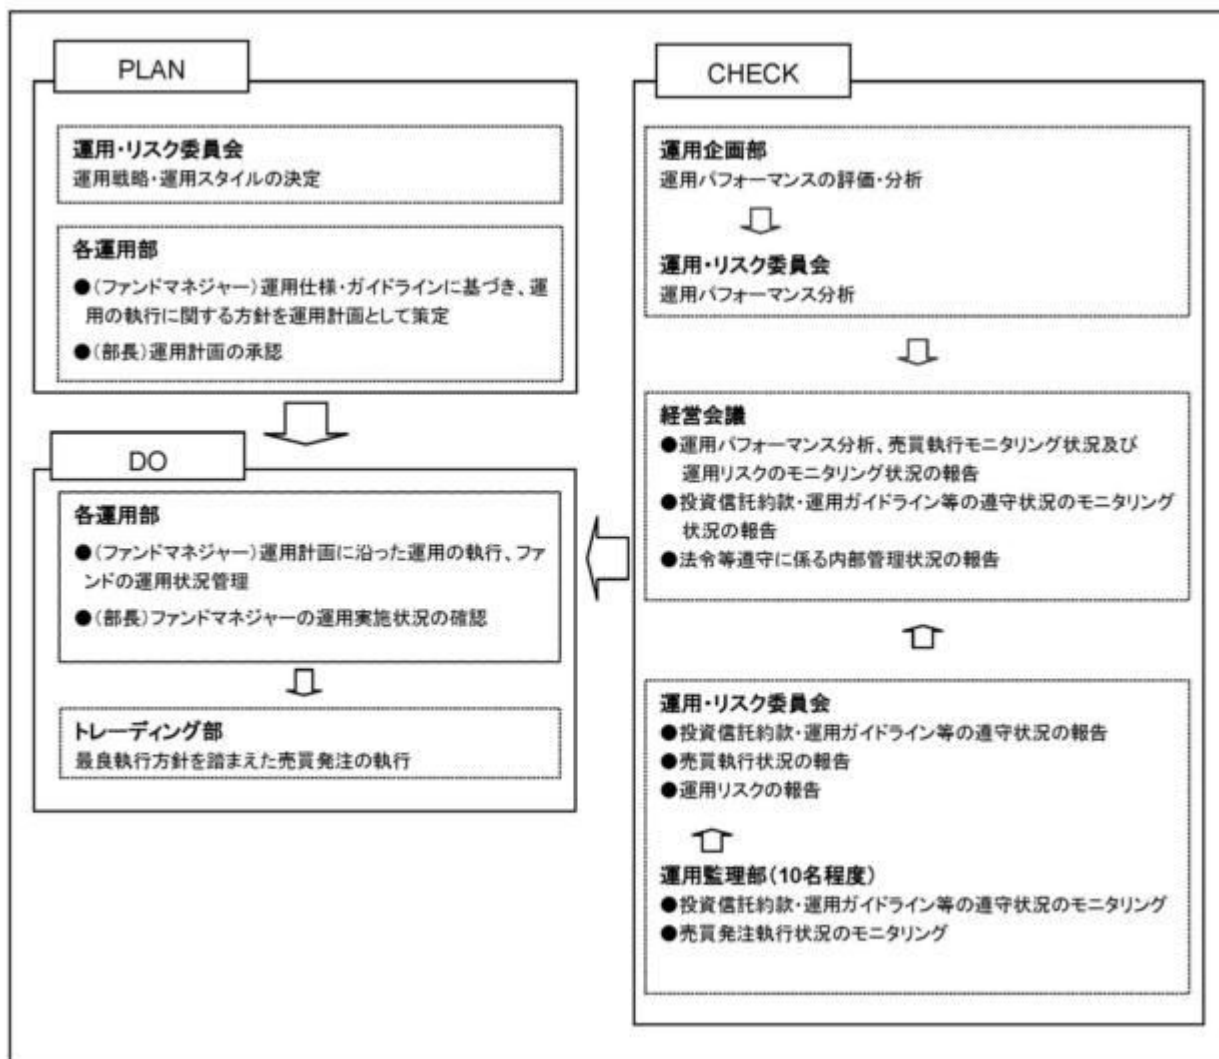 PLAN
運用・リスク委員会
運用戦略・運用スタイルの決定
各運用部
●(ファンドマネジャー)運用仕様・ガイドラインに基づき、運
用の執行に関する方針を運用計画として策定
●(部長)運用計画の承認
DO
各運用部
●(ファンドマネジャー)運用計画に沿った運用の執行、ファ
ンドの運用状況管理
●(部長)ファンドマネジャーの運用実施状況の確認
トレーディング部
最良執行方針を踏まえた売買発注の執行
CHECK
運用企画部
運用パフォーマンスの評価・分析
運用・リスク委員会
運用パフォーマンス分析
経営会議
●運用パフォーマンス分析、売買執行モニタリング状況及び
運用リスクのモニタリング状況の報告
●投資信託約款・運用ガイドライン等の遵守状況のモニタリング
状況の報告
●法令等遵守に係る内部管理状況の報告
運用・リスク委員会
●投資信託約款・運用ガイドライン等の遵守状況の報告
●売買執行状況の報告
●運用リスクの報告
運用監理部(10名程度)
●投資信託約款・運用ガイドライン等の遵守状況のモニタリング
●売買発注執行状況のモニタリング